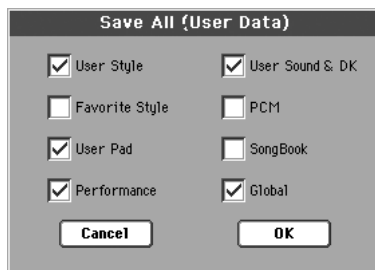 Save All (User Data)
User Style
User Sound & DK
Favorite Style
PCM
User Pad
SongBook
Performance
Global
Cancel
OK